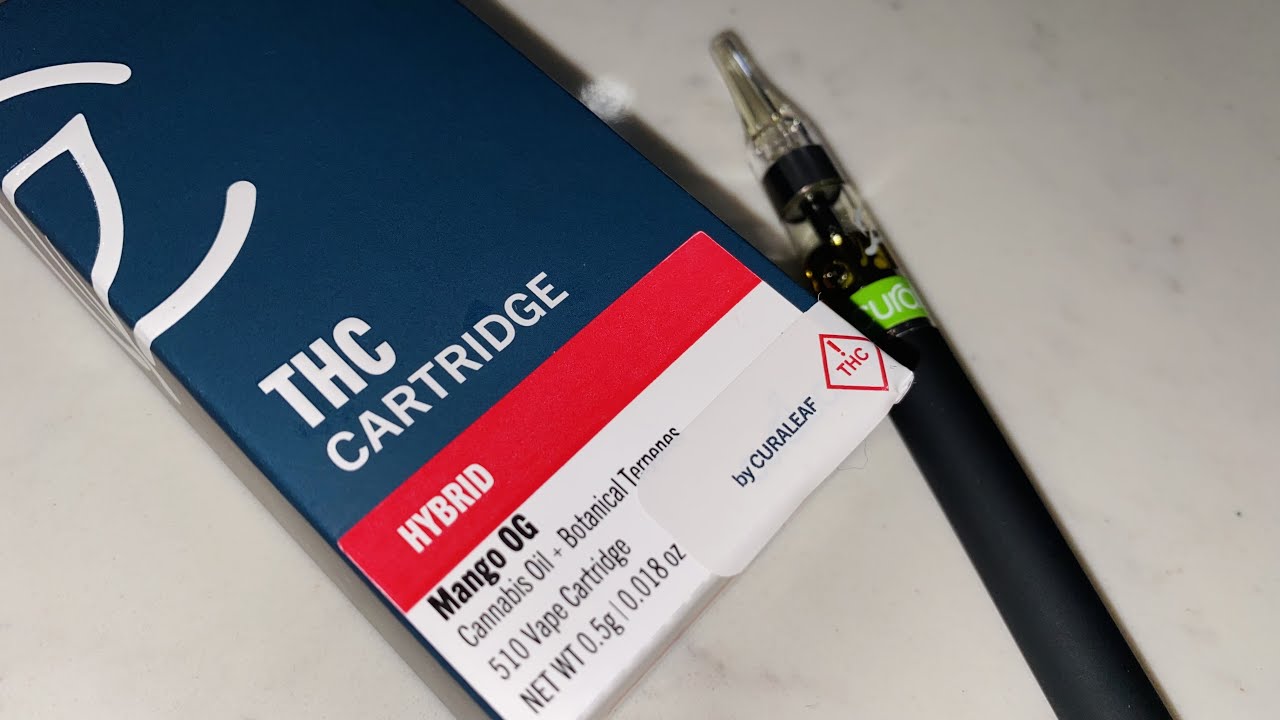 THC
CARTRIDGE
HYBRID
Mango OG
Cannabis Oil + Botanical Terpenes
510 Vape Cartridge
NET WT 0.5g | 0.018 oz
! THC
by CURALEAF